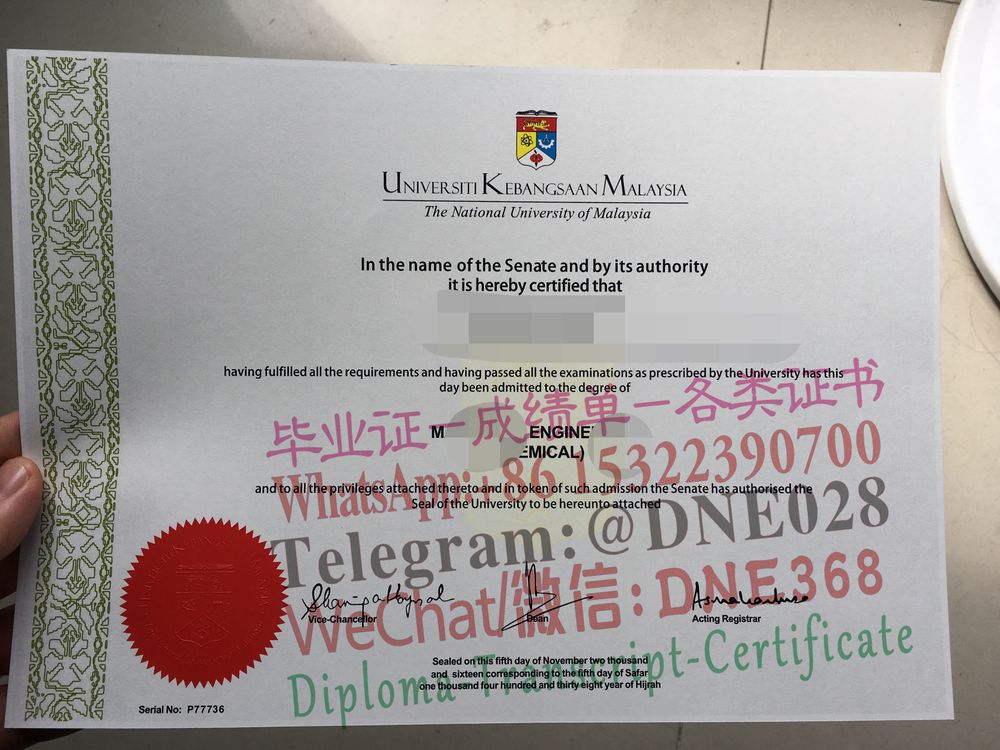 UNIVERSITI KEBANGSAAN MALAYSIA
The National University of Malaysia
In the name of the Senate and by its authority
it is hereby certified that
having fulfilled all the requirements and having passed all the examinations as prescribed by the University has this
day been admitted to the degree of
毕业证一成绩单一各类证书
M ENGINE
EMICAL)
WhatsApp:+86 15322390700
and to all the privileges attached thereto and in token of such admission the Senate has authorised the
Seal of the University to be hereunto attached
Telegram:@DNE028
WeChat/微信:DNE368
Vice-Chancellor
Dean
Acting Registrar
Diploma-Transcript-Certificate
Sealed on this fifth day of November two thousand
and sixteen corresponding to the fifth day of Safar
one thousand four hundred and thirty eight year of Hijrah
Serial No: P77736